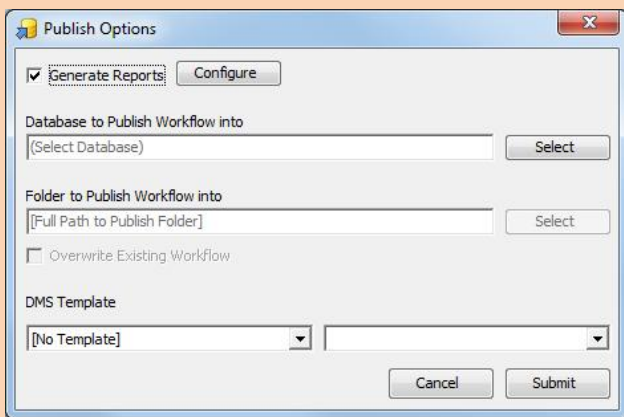 Publish Options
Generate Reports Configure
Database to Publish Workflow into
(Select Database) Select
Folder to Publish Workflow into
[Full Path to Publish Folder] Select
Overwrite Existing Workflow
DMS Template
[No Template]
Cancel Submit